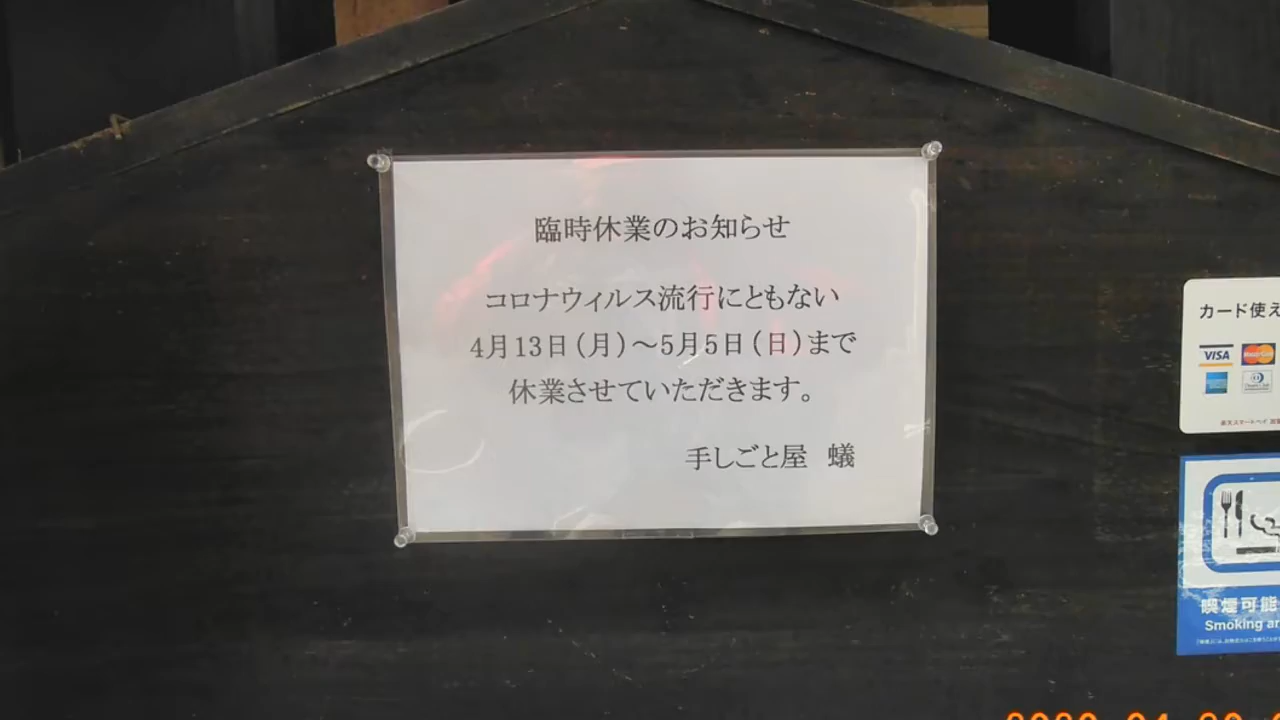 臨時休業のお知らせ
コロナウィルス流行にともない
4月13日(月)～5月5日(日)まで
休業させていただきます。
手しごと屋　蟻
カード使え
VISA
MasterCard
喫煙可能
Smoking ar